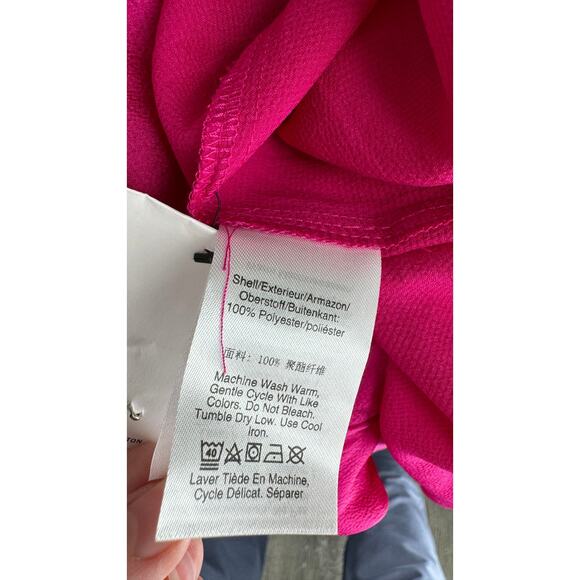 Shell/Exterieur/Armazon/
Oberstoff/Buitenkant:
100% Polyester/poliéster
面料: 100% 聚酯纤维
Machine Wash Warm,
Gentle Cycle With Like
Colors. Do Not Bleach.
Tumble Dry Low. Use Cool
Iron.
40
Laver Tiède En Machine,
Cycle Délicat. Séparer
TON